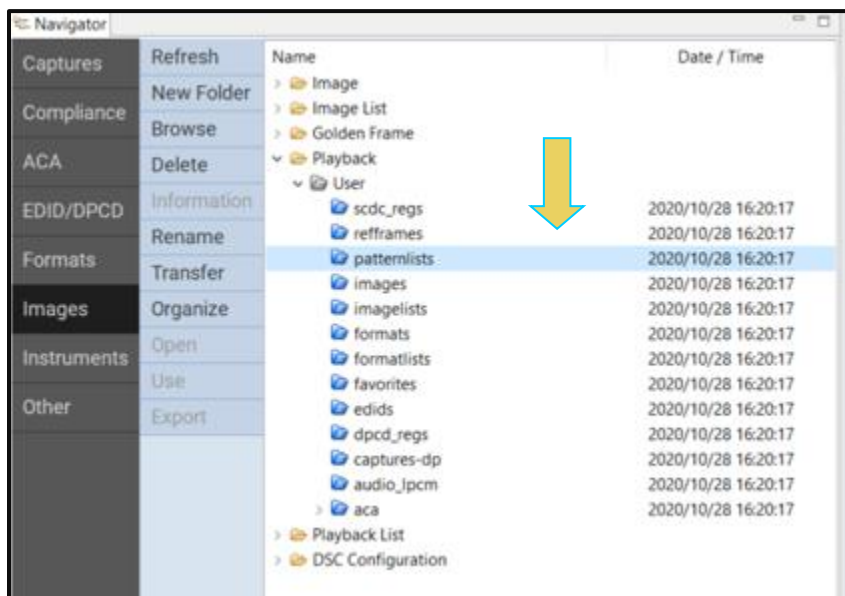 Navigator
Captures
Compliance
ACA
EDID/DPCD
Formats
Images
Instruments
Other
Refresh
New Folder
Browse
Delete
Information
Rename
Transfer
Organize
Open
Use
Export
Name Date / Time
Image
Image List
Golden Frame
Playback
User
scdc_regs 2020/10/28 16:20:17
refframes 2020/10/28 16:20:17
patternlists 2020/10/28 16:20:17
images 2020/10/28 16:20:17
imagelists 2020/10/28 16:20:17
formats 2020/10/28 16:20:17
formatlists 2020/10/28 16:20:17
favorites 2020/10/28 16:20:17
edids 2020/10/28 16:20:17
dpcd_regs 2020/10/28 16:20:17
captures-dp 2020/10/28 16:20:17
audio_lpcm 2020/10/28 16:20:17
aca 2020/10/28 16:20:17
Playback List
DSC Configuration